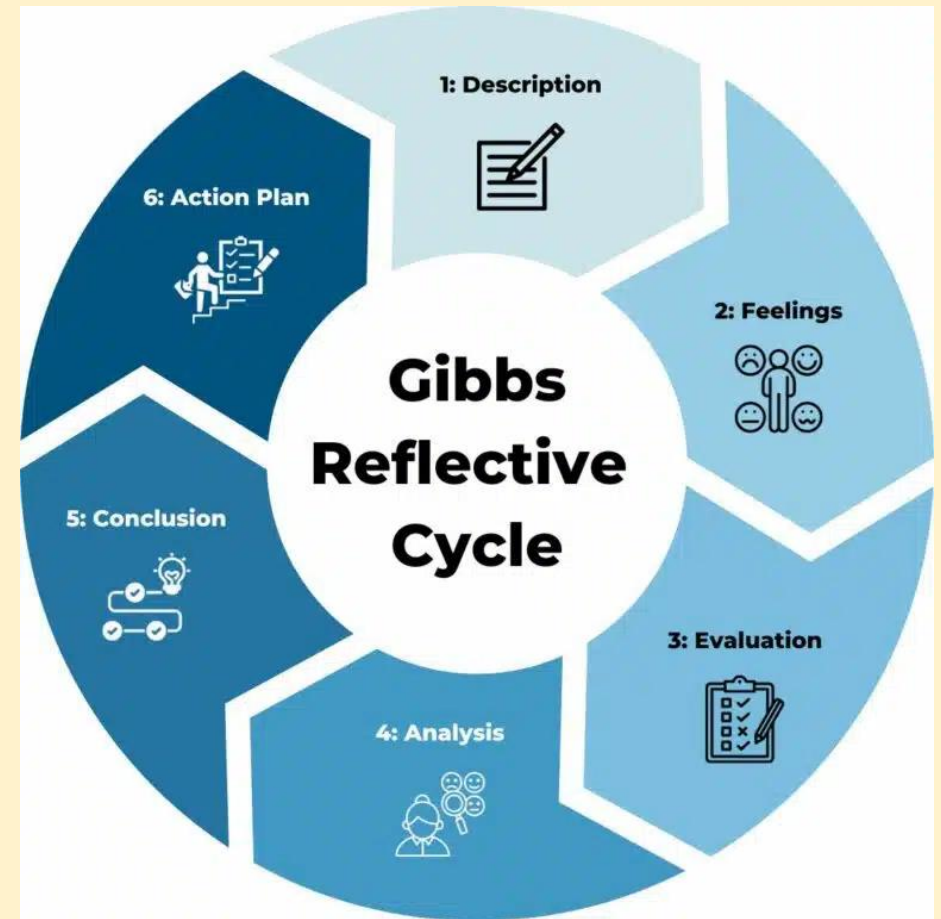 1: Description
2: Feelings
3: Evaluation
4: Analysis
5: Conclusion
6: Action Plan
Gibbs
Reflective
Cycle